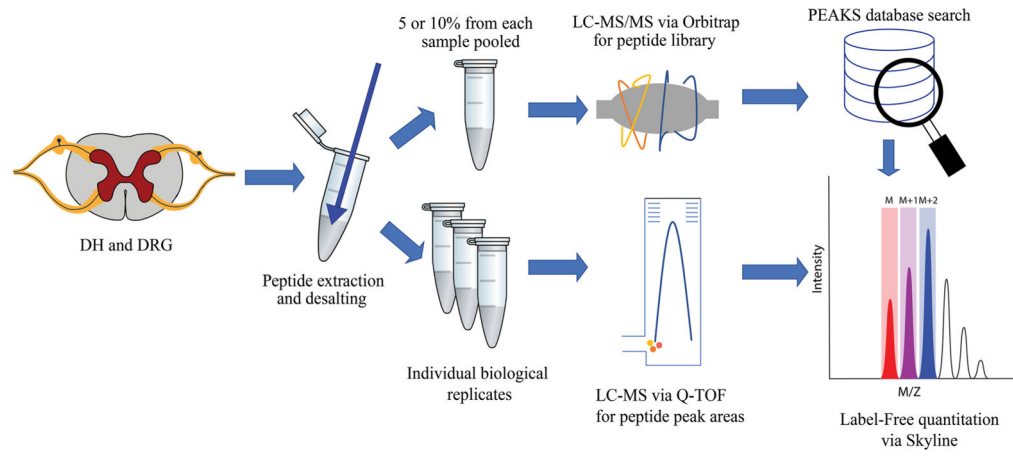 DH and DRG
Peptide extraction
and desalting
5 or 10% from each
sample pooled
Individual biological
replicates
LC-MS/MS via Orbitrap
for peptide library
LC-MS via Q-TOF
for peptide peak areas
PEAKS database search
M M+1 M+2
Intensity
M/Z
Label-Free quantitation
via Skyline